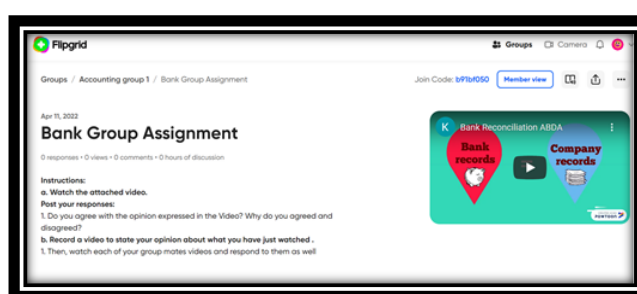 Flipgrid
Groups Camera
Groups / Accounting group 1 / Bank Group Assignment
Join Code: b91bf050 Member view
Apr 11, 2022
Bank Group Assignment
0 responses • 0 views • 0 comments • 0 hours of discussion
K Bank Reconciliation ABDA
Bank records
Company records
POWTOON
Instructions:
a. Watch the attached video.
Post your responses:
1. Do you agree with the opinion expressed in the Video? Why do you agreed and
disagreed?
b. Record a video to state your opinion about what you have just watched .
1. Then, watch each of your group mates videos and respond to them as well